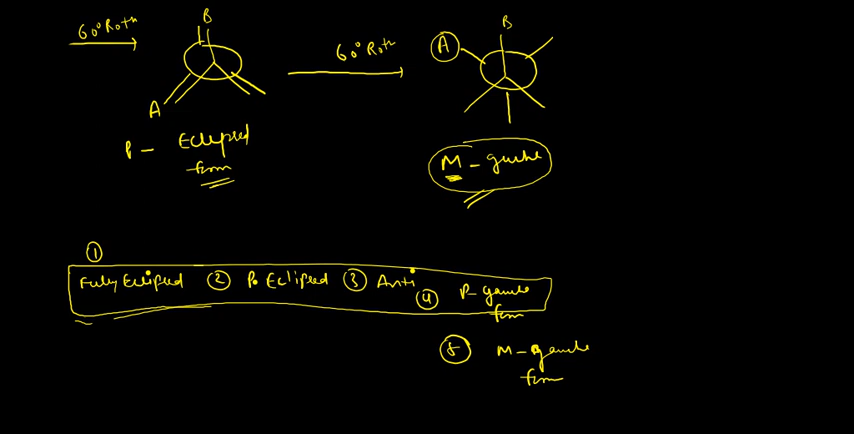 60° Rotn
B
A
P - Eclipsed
form
60° Rotn
A
B
M - gauche
①
Fully Eclipsed ② P. Eclipsed ③ Anti
④ P-gauche
form
⑤ M-gauche
form